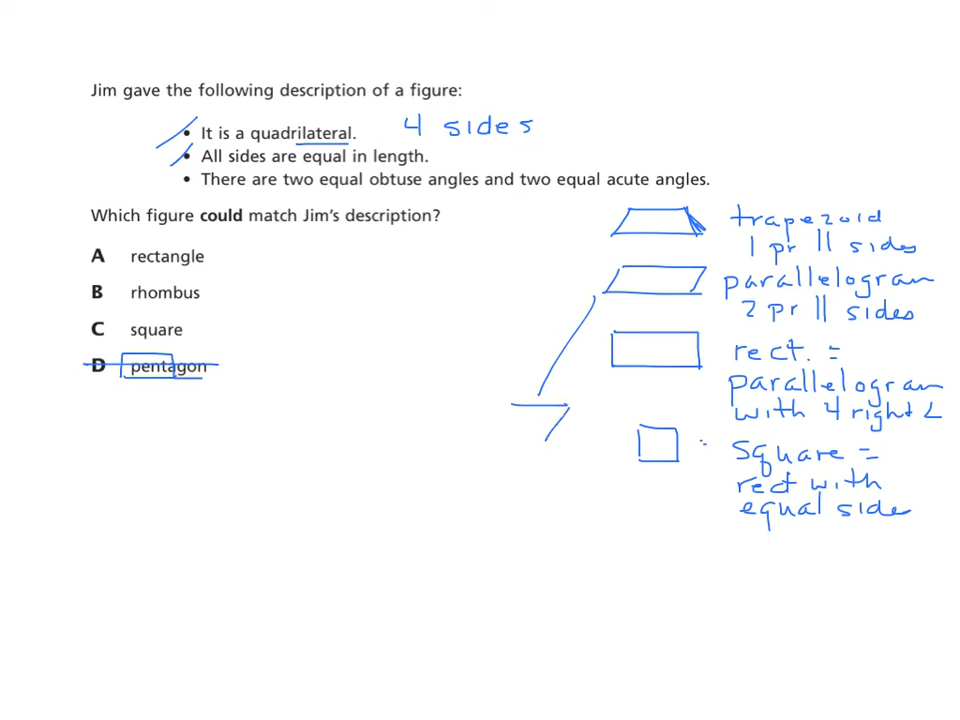 Jim gave the following description of a figure:
• It is a quadrilateral. 4 sides
• All sides are equal in length.
• There are two equal obtuse angles and two equal acute angles.
Which figure could match Jim's description?
A rectangle
B rhombus
C square
D pentagon
trapezoid
1 pr || sides
parallelogram
2 pr || sides
rect. =
parallelogram
with 4 right ∠
: square =
rect with
equal side